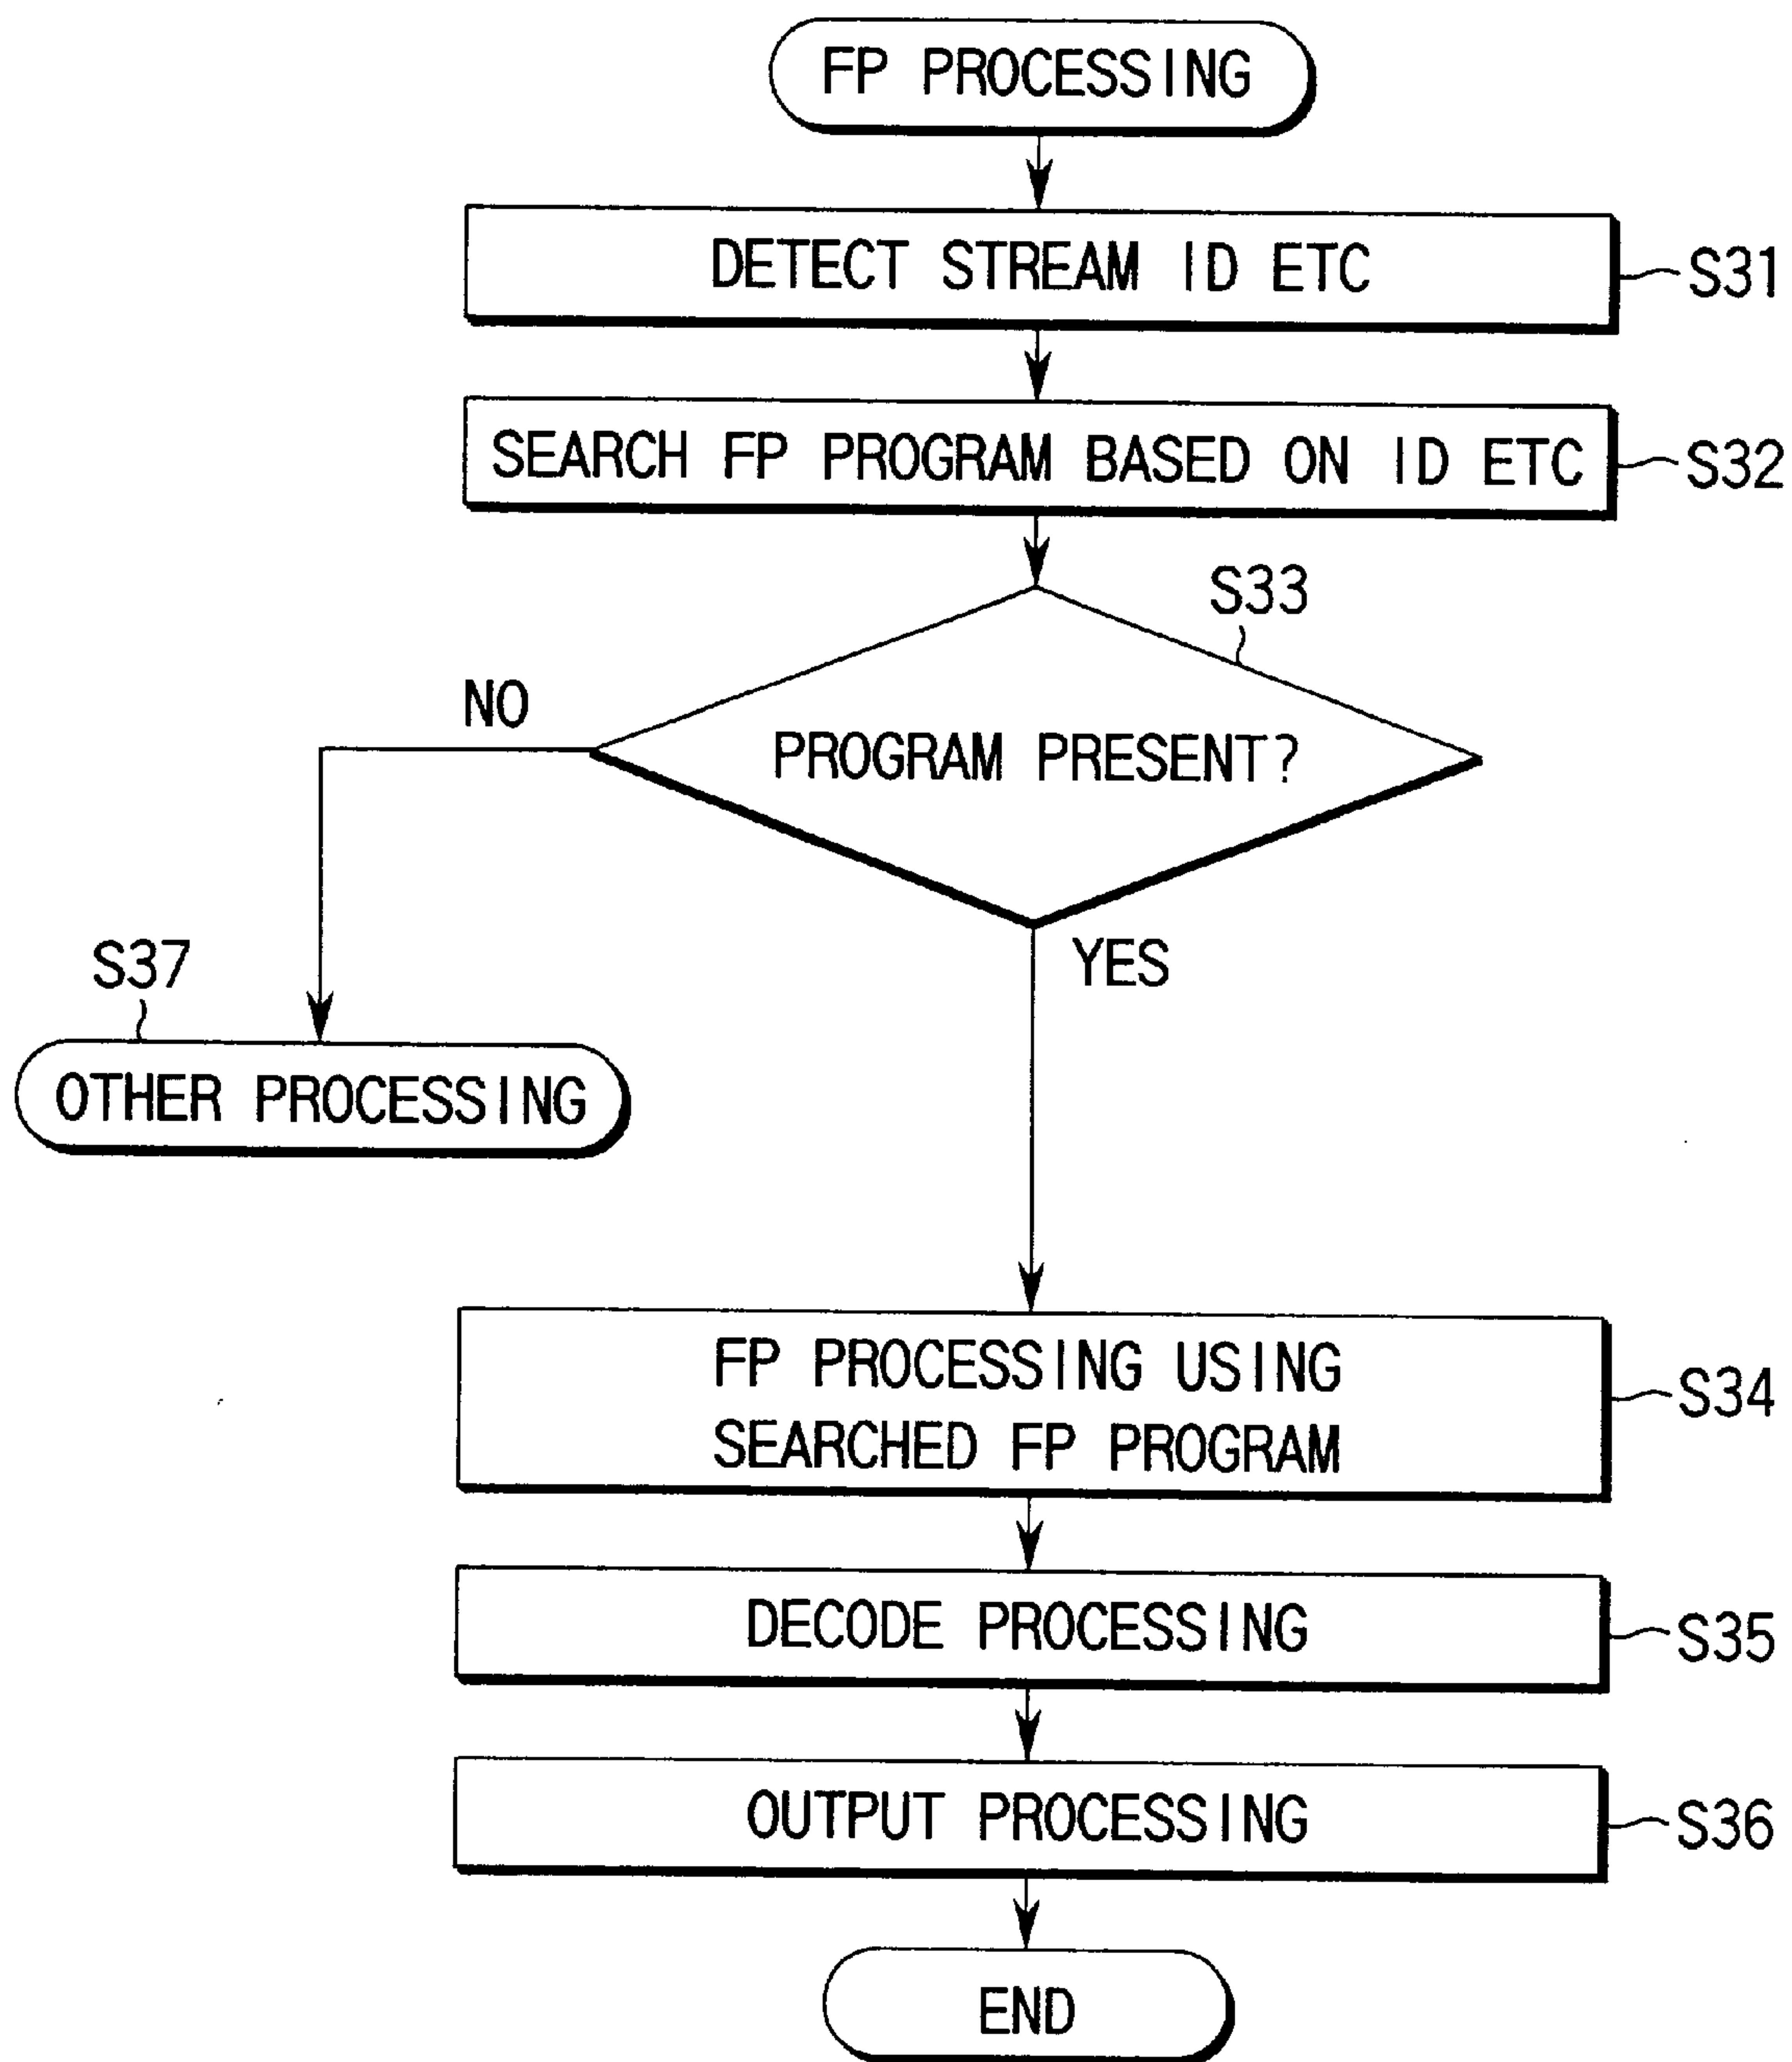 FP PROCESSING
DETECT STREAM ID ETC
S31
SEARCH FP PROGRAM BASED ON ID ETC
S32
S33
NO
PROGRAM PRESENT?
YES
S37
OTHER PROCESSING
FP PROCESSING USING
SEARCHED FP PROGRAM
S34
DECODE PROCESSING
S35
OUTPUT PROCESSING
S36
END